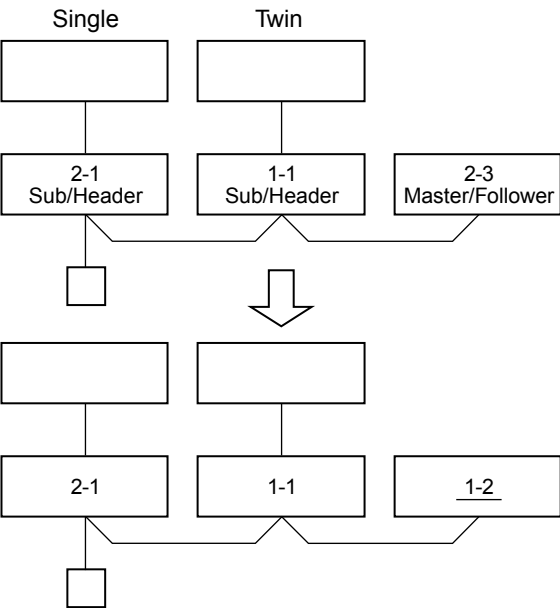 Single
Twin
2-1
Sub/Header
1-1
Sub/Header
2-3
Master/Follower
2-1
1-1
1-2